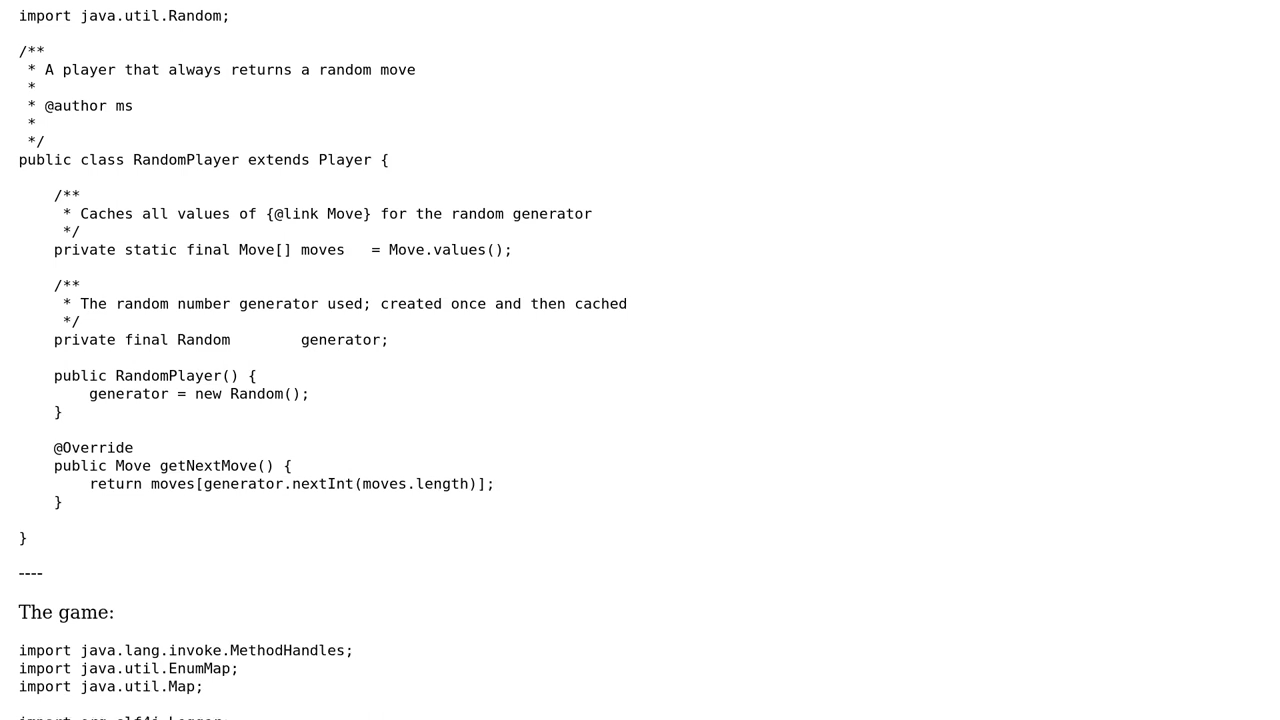 import java.util.Random;
/**
 * A player that always returns a random move
 *
 * @author ms
 *
 */
public class RandomPlayer extends Player {
    /**
     * Caches all values of {@link Move} for the random generator
     */
    private static final Move[] moves   = Move.values();
    /**
     * The random number generator used; created once and then cached
     */
    private final Random        generator;
    public RandomPlayer() {
        generator = new Random();
    }
    @Override
    public Move getNextMove() {
        return moves[generator.nextInt(moves.length)];
    }
}
----
The game:
import java.lang.invoke.MethodHandles;
import java.util.EnumMap;
import java.util.Map;
import org.slf4j.Logger;